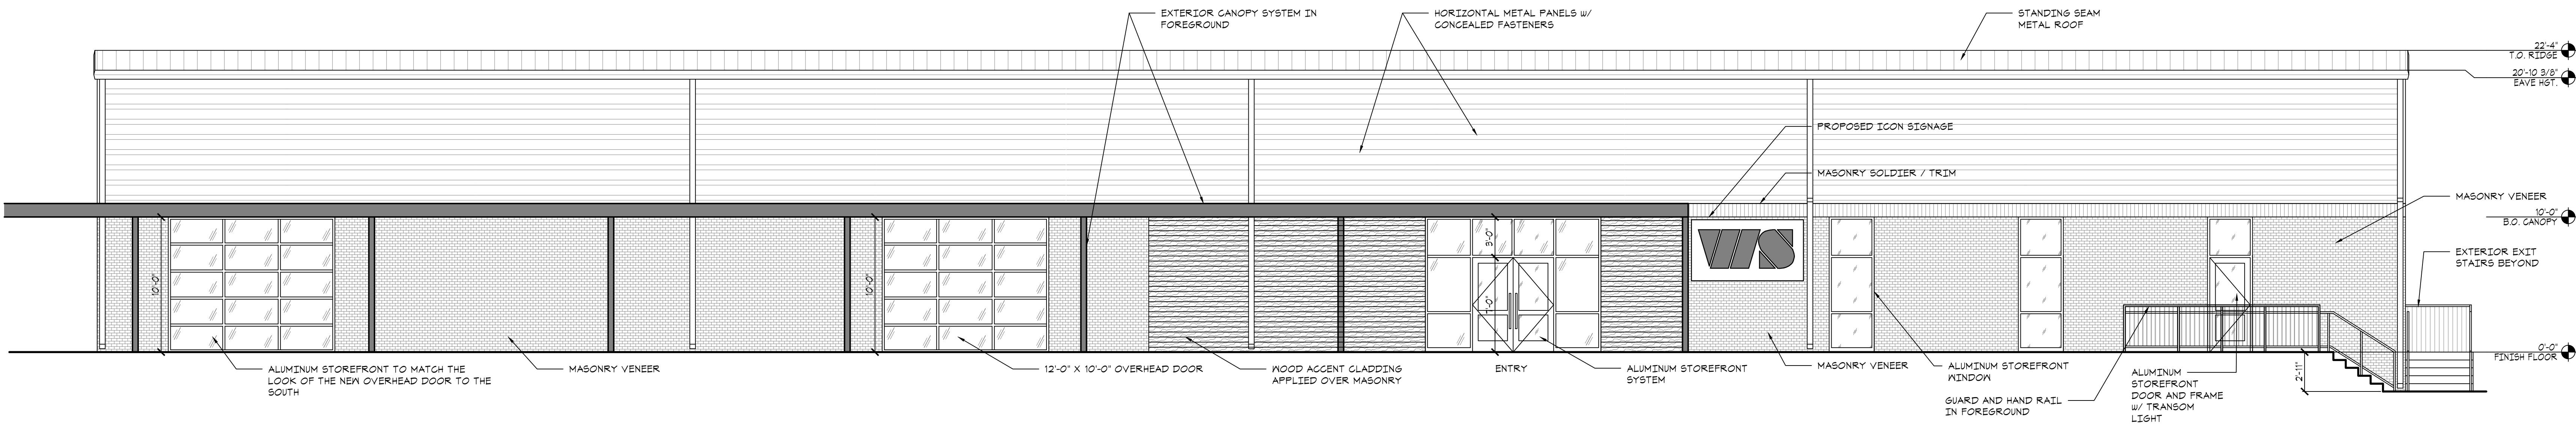 EXTERIOR CANOPY SYSTEM IN
FOREGROUND
HORIZONTAL METAL PANELS W/
CONCEALED FASTENERS
STANDING SEAM
METAL ROOF
22'-4"
T.O. RIDGE
20'-10 3/8"
EAVE HGT.
PROPOSED ICON SIGNAGE
MASONRY SOLDIER / TRIM
MASONRY VENEER
10'-0"
B.O. CANOPY
EXTERIOR EXIT
STAIRS BEYOND
10'-0"
10'-0"
3'-0"
7'-0"
WS
0'-0"
FINISH FLOOR
2'-11"
ALUMINUM STOREFRONT TO MATCH THE
LOOK OF THE NEW OVERHEAD DOOR TO THE
SOUTH
MASONRY VENEER
12'-0" X 10'-0" OVERHEAD DOOR
WOOD ACCENT CLADDING
APPLIED OVER MASONRY
ENTRY
ALUMINUM STOREFRONT
SYSTEM
MASONRY VENEER
ALUMINUM STOREFRONT
WINDOW
GUARD AND HAND RAIL
IN FOREGROUND
ALUMINUM
STOREFRONT
DOOR AND FRAME
W/ TRANSOM
LIGHT